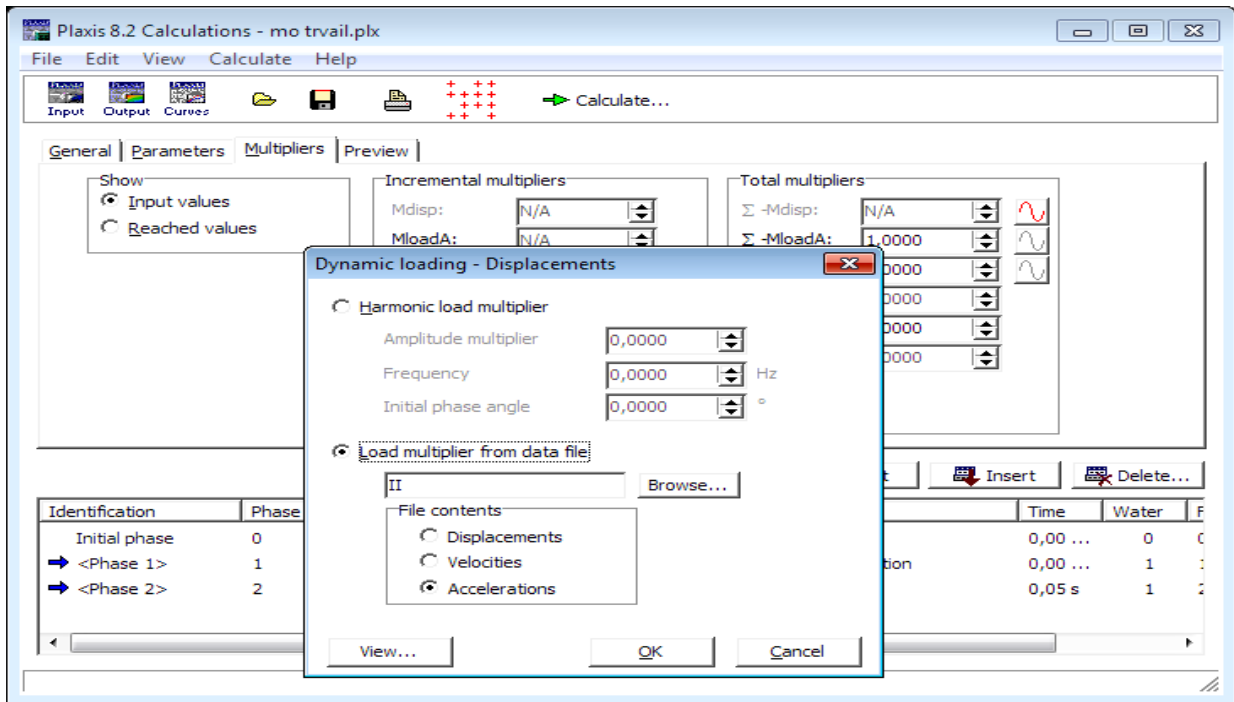 Plaxis 8.2 Calculations - mo trvail.plx
File Edit View Calculate Help
Input Output Curves Calculate...
General Parameters Multipliers Preview
Show
Input values
Reached values
Incremental multipliers
Mdisp: N/A
MloadA: N/A
Total multipliers
Σ -Mdisp: N/A
Σ -MloadA: 1,0000
0000
0000
0000
0000
Dynamic loading - Displacements
Harmonic load multiplier
Amplitude multiplier 0,0000
Frequency 0,0000 Hz
Initial phase angle 0,0000 °
Load multiplier from data file
II Browse...
File contents
Displacements
Velocities
Accelerations
View... OK Cancel
t Insert Delete...
Identification Phase Time Water F
Initial phase 0 0,00 ... 0
<Phase 1> 1 tion 0,00 ... 1
<Phase 2> 2 0,05 s 1